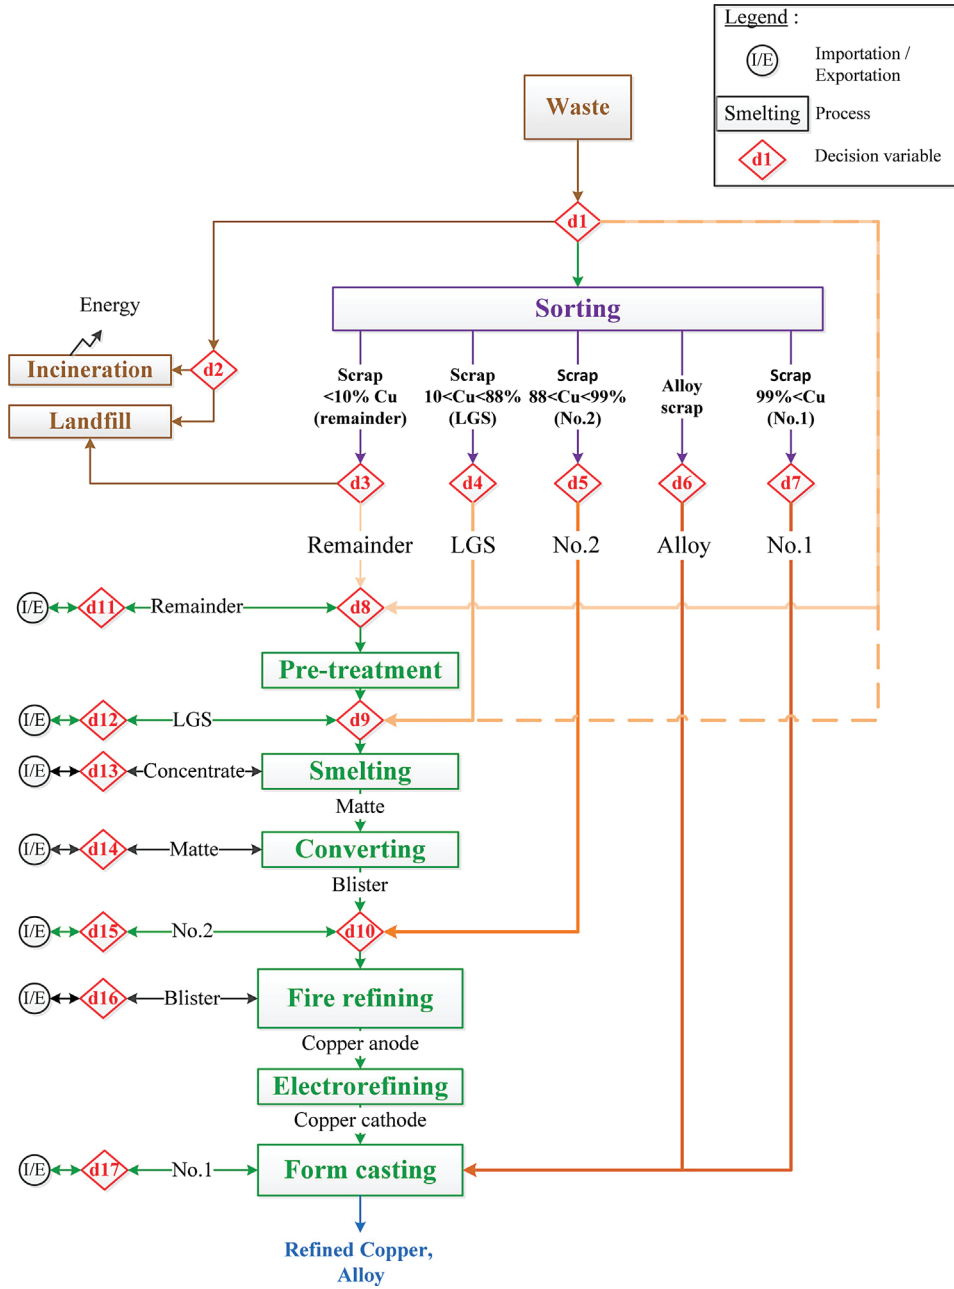 Legend :
I/E
Importation /
Exportation
Smelting
Process
d1
Decision variable
Waste
d1
Sorting
Energy
Incineration
d2
Landfill
Scrap
<10% Cu
(remainder)
Scrap
10<Cu<88%
(LGS)
Scrap
88<Cu<99%
(No.2)
Alloy
scrap
Scrap
99%<Cu
(No.1)
d3
d4
d5
d6
d7
Remainder
LGS
No.2
Alloy
No.1
I/E
d11
Remainder
d8
Pre-treatment
I/E
d12
LGS
d9
I/E
d13
Concentrate
Smelting
Matte
I/E
d14
Matte
Converting
Blister
I/E
d15
No.2
d10
I/E
d16
Blister
Fire refining
Copper anode
Electrorefining
Copper cathode
I/E
d17
No.1
Form casting
Refined Copper,
Alloy